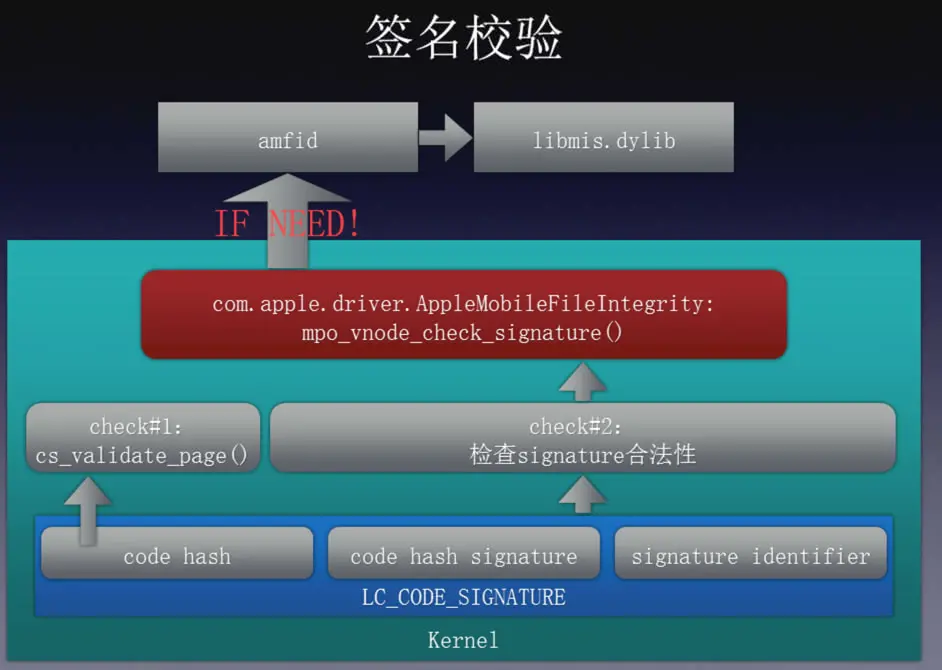 签名校验
amfid
libmis.dylib
IF NEED!
com.apple.driver.AppleMobileFileIntegrity:
mpo_vnode_check_signature()
check#1:
cs_validate_page()
check#2:
检查signature合法性
code hash
code hash signature
signature identifier
LC_CODE_SIGNATURE
Kernel